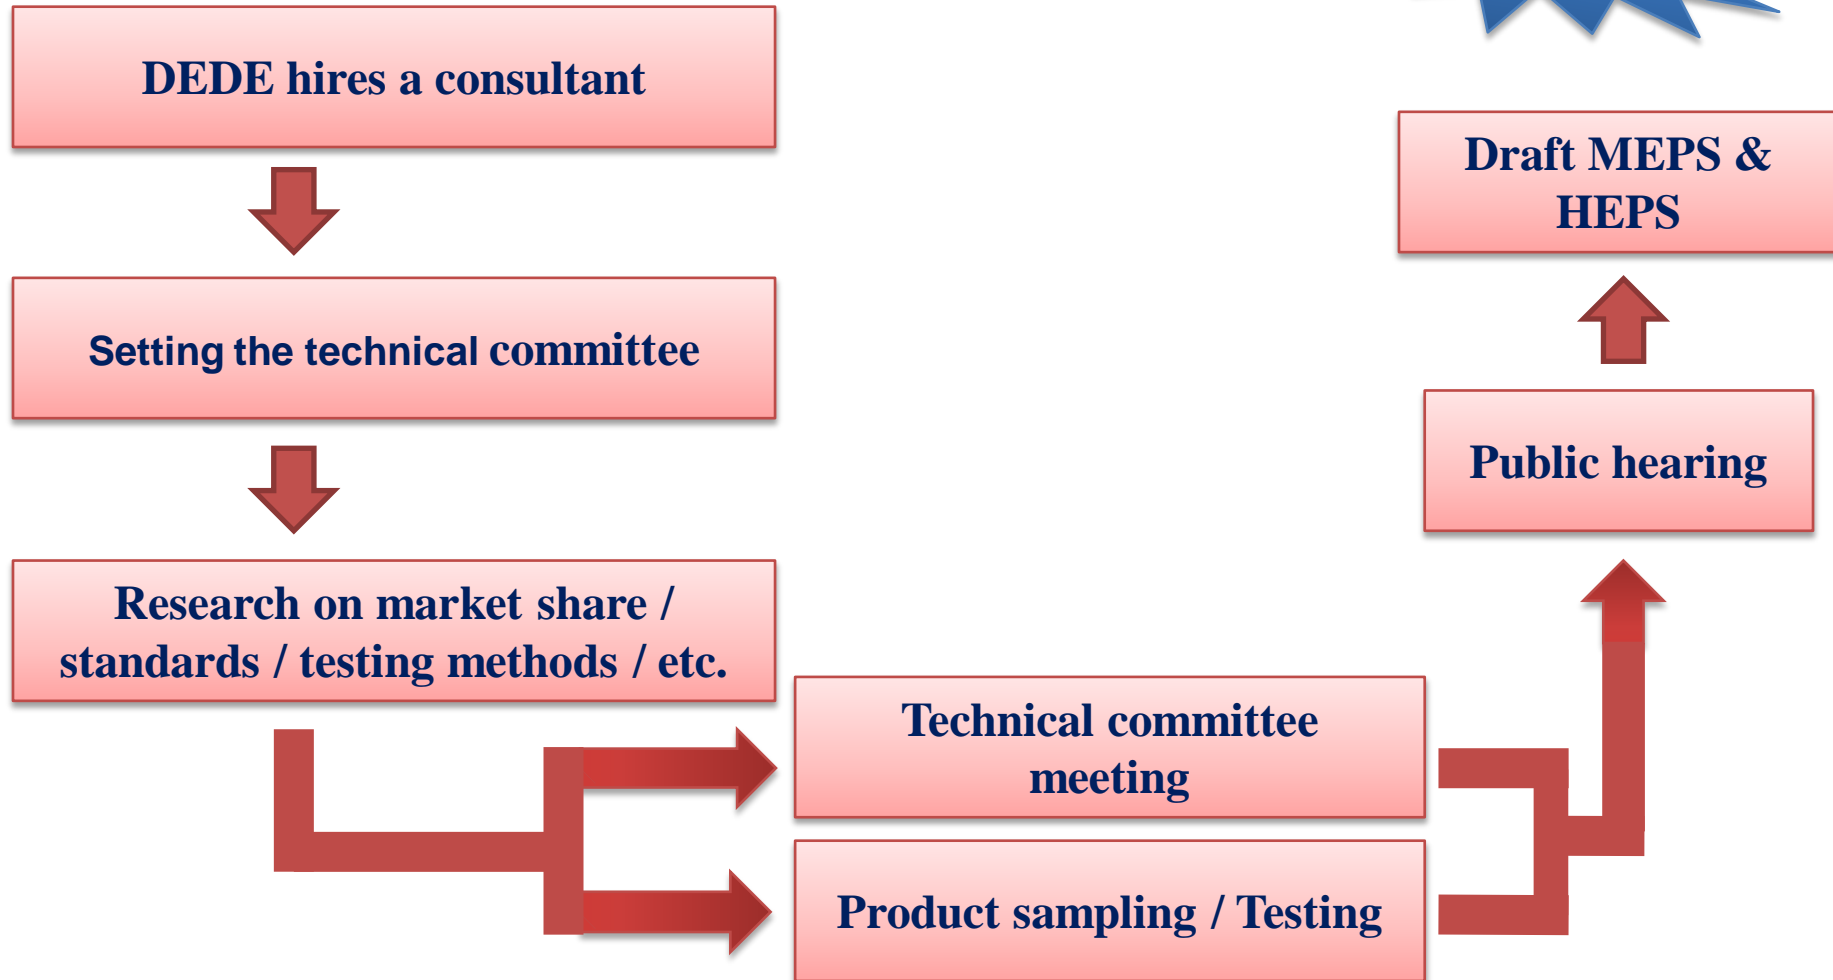 DEDE hires a consultant
Setting the technical committee
Research on market share /
standards / testing methods / etc.
Technical committee
meeting
Product sampling / Testing
Public hearing
Draft MEPS &
HEPS